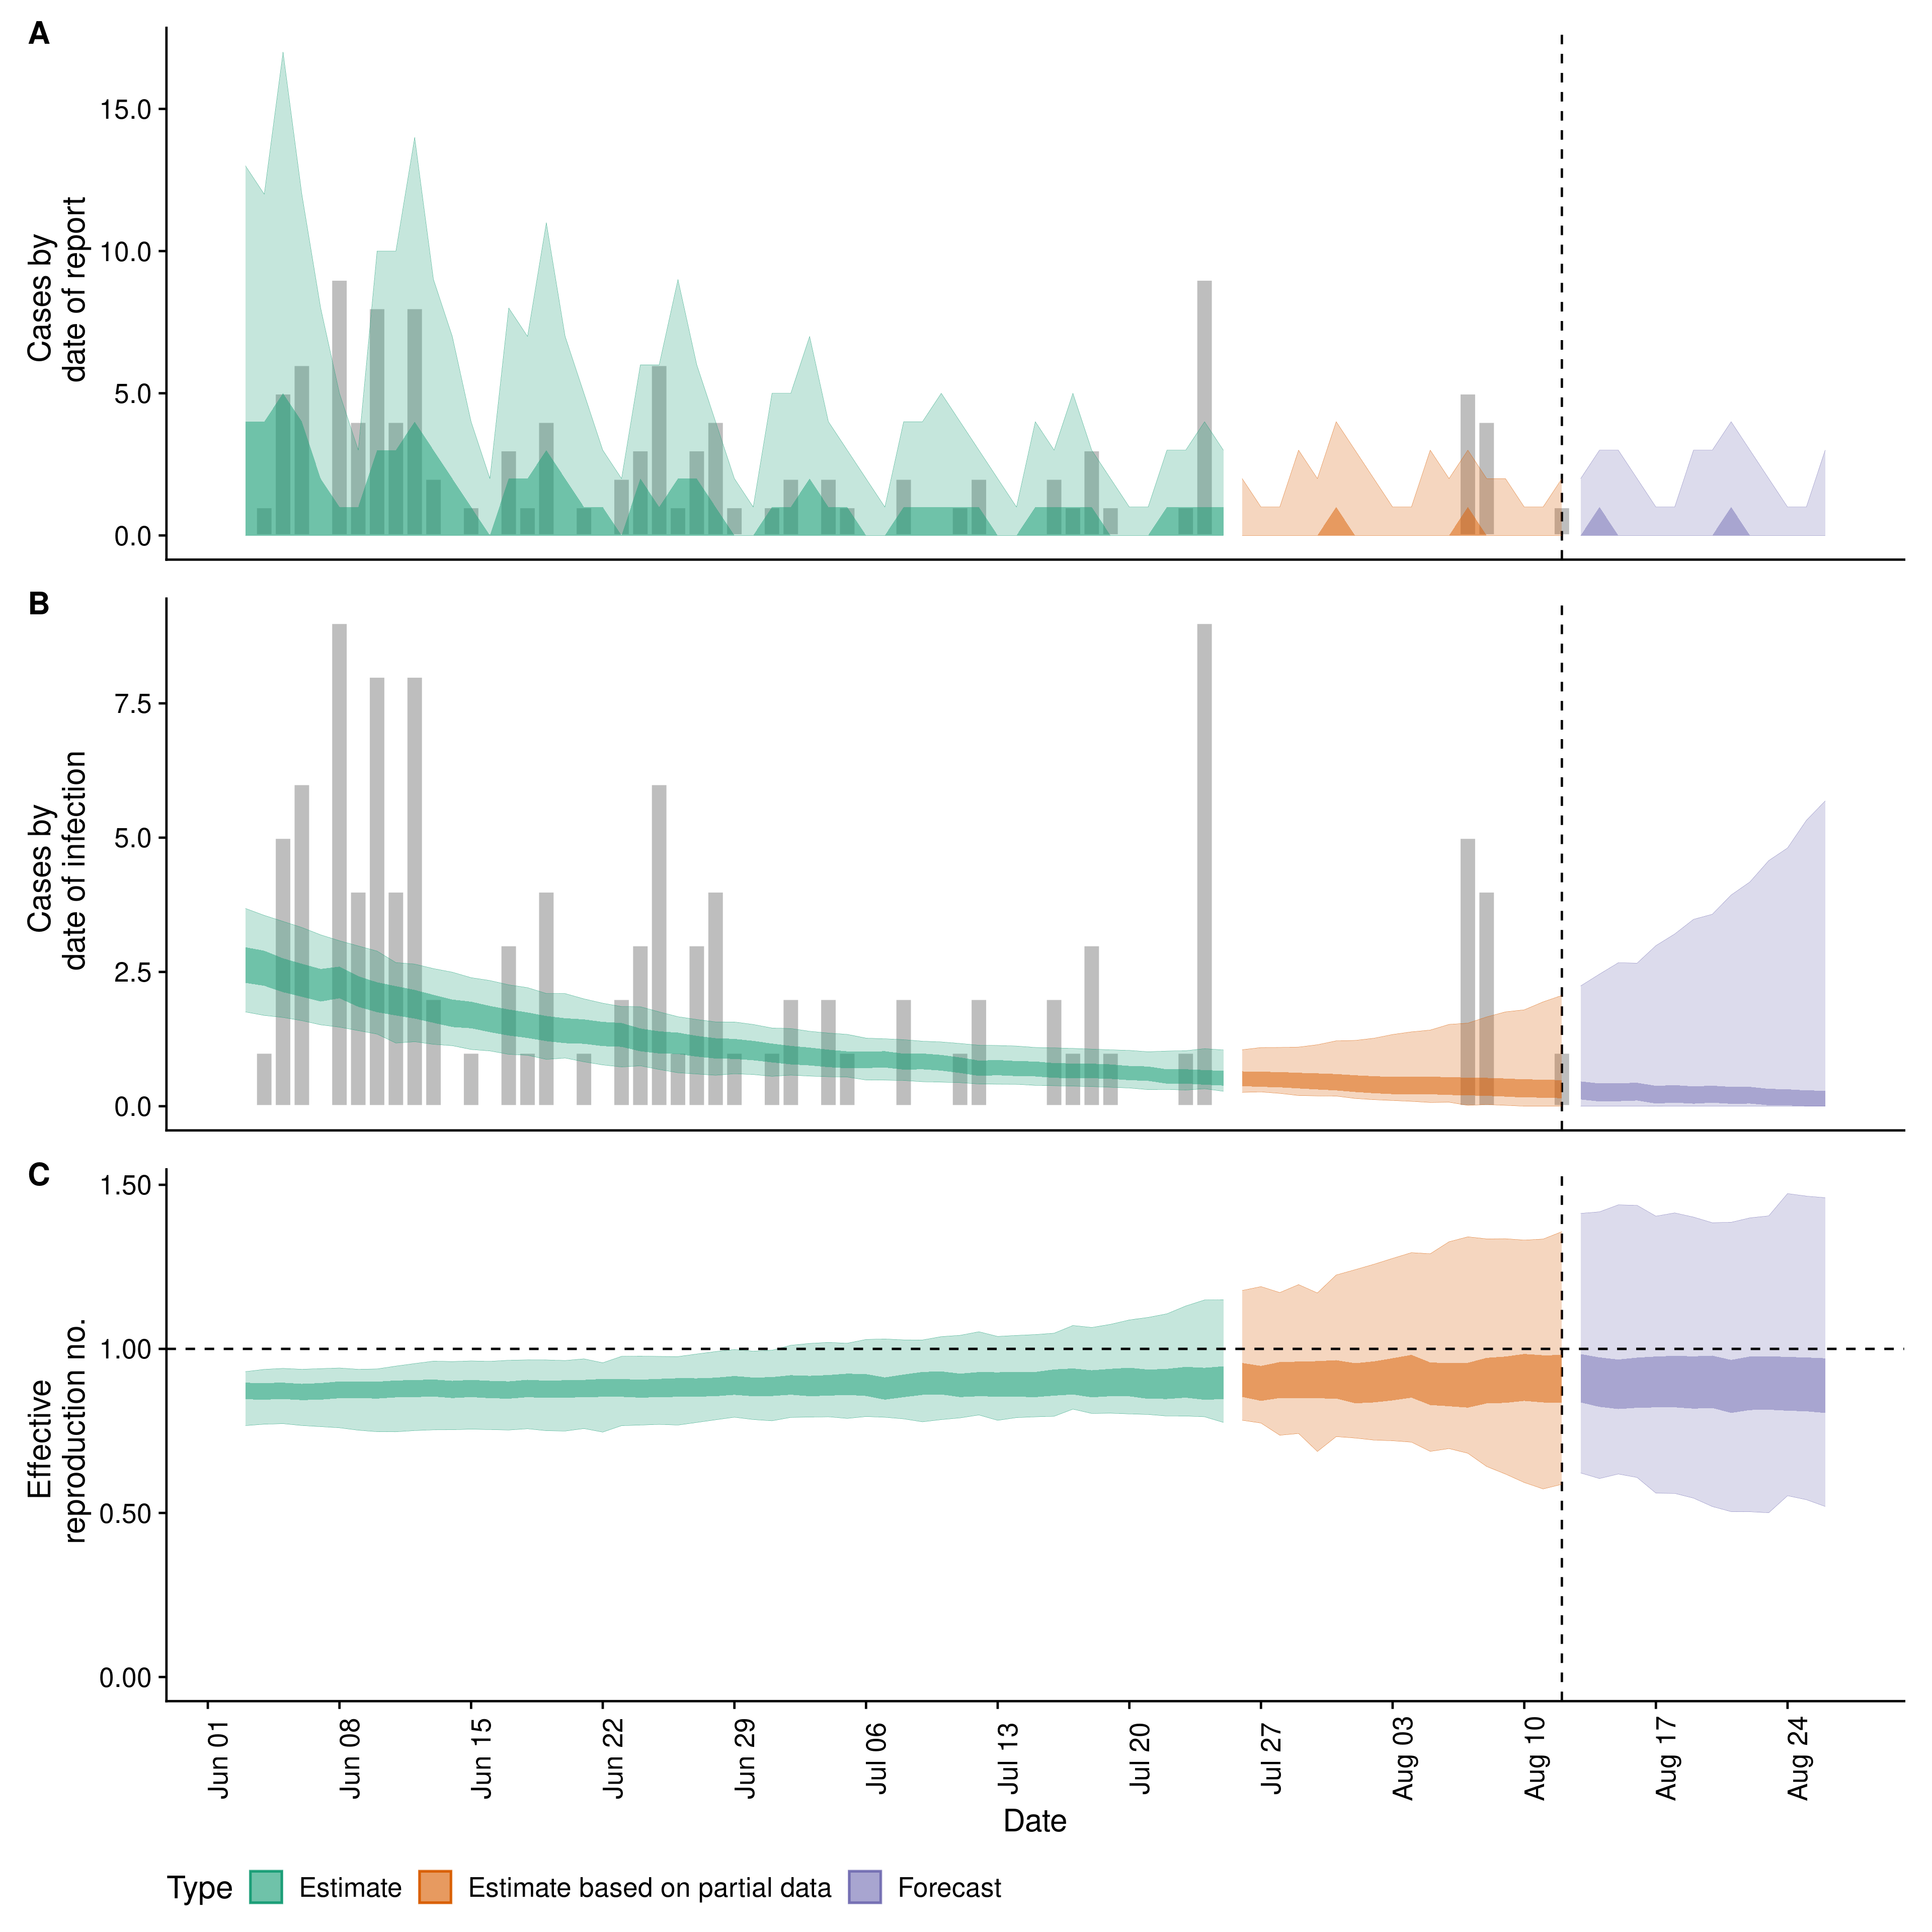 A
Cases by
date of report
15.0
10.0
5.0
0.0
B
Cases by
date of infection
7.5
5.0
2.5
0.0
C
Effective
reproduction no.
1.50
1.00
0.50
0.00
Jun 01
Jun 08
Jun 15
Jun 22
Jun 29
Jul 06
Jul 13
Jul 20
Jul 27
Aug 03
Aug 10
Aug 17
Aug 24
Date
Type Estimate Estimate based on partial data Forecast